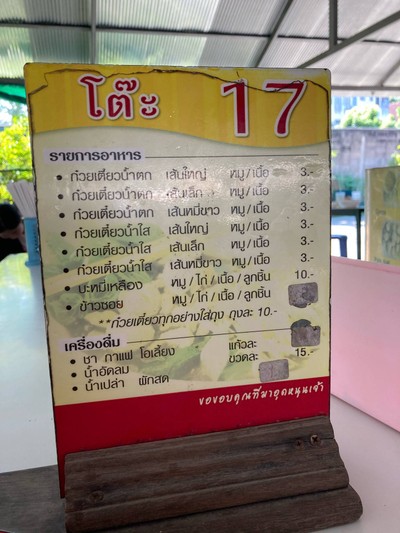 โต๊ะ 17
รายการอาหาร
• ก๋วยเตี๋ยวน้ำตก เส้นใหญ่ หมู/เนื้อ 3.-
• ก๋วยเตี๋ยวน้ำตก เส้นเล็ก หมู/เนื้อ 3.-
• ก๋วยเตี๋ยวน้ำตก เส้นหมี่ขาว หมู/เนื้อ 3.-
• ก๋วยเตี๋ยวน้ำใส เส้นใหญ่ หมู/เนื้อ 3.-
• ก๋วยเตี๋ยวน้ำใส เส้นเล็ก หมู/เนื้อ 3.-
• ก๋วยเตี๋ยวน้ำใส เส้นหมี่ขาว หมู/เนื้อ 3.-
• บะหมี่เหลือง หมู / ไก่ / เนื้อ / ลูกชิ้น 10.-
• ข้าวซอย หมู / ไก่ / เนื้อ / ลูกชิ้น
**ก๋วยเตี๋ยวทุกอย่างใส่ถุง ถุงละ 10.-
เครื่องดื่ม
• ชา กาแฟ โอเลี้ยง แก้วละ
• น้ำอัดลม ขวดละ 15.-
• น้ำเปล่า ผักสด
ขอขอบคุณที่มาอุดหนุนเจ้า